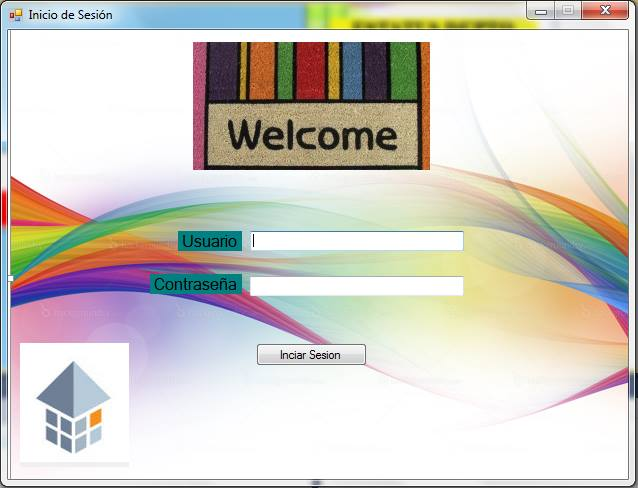 Inicio de Sesión
Welcome
Usuario
Contraseña
Inciar Sesion